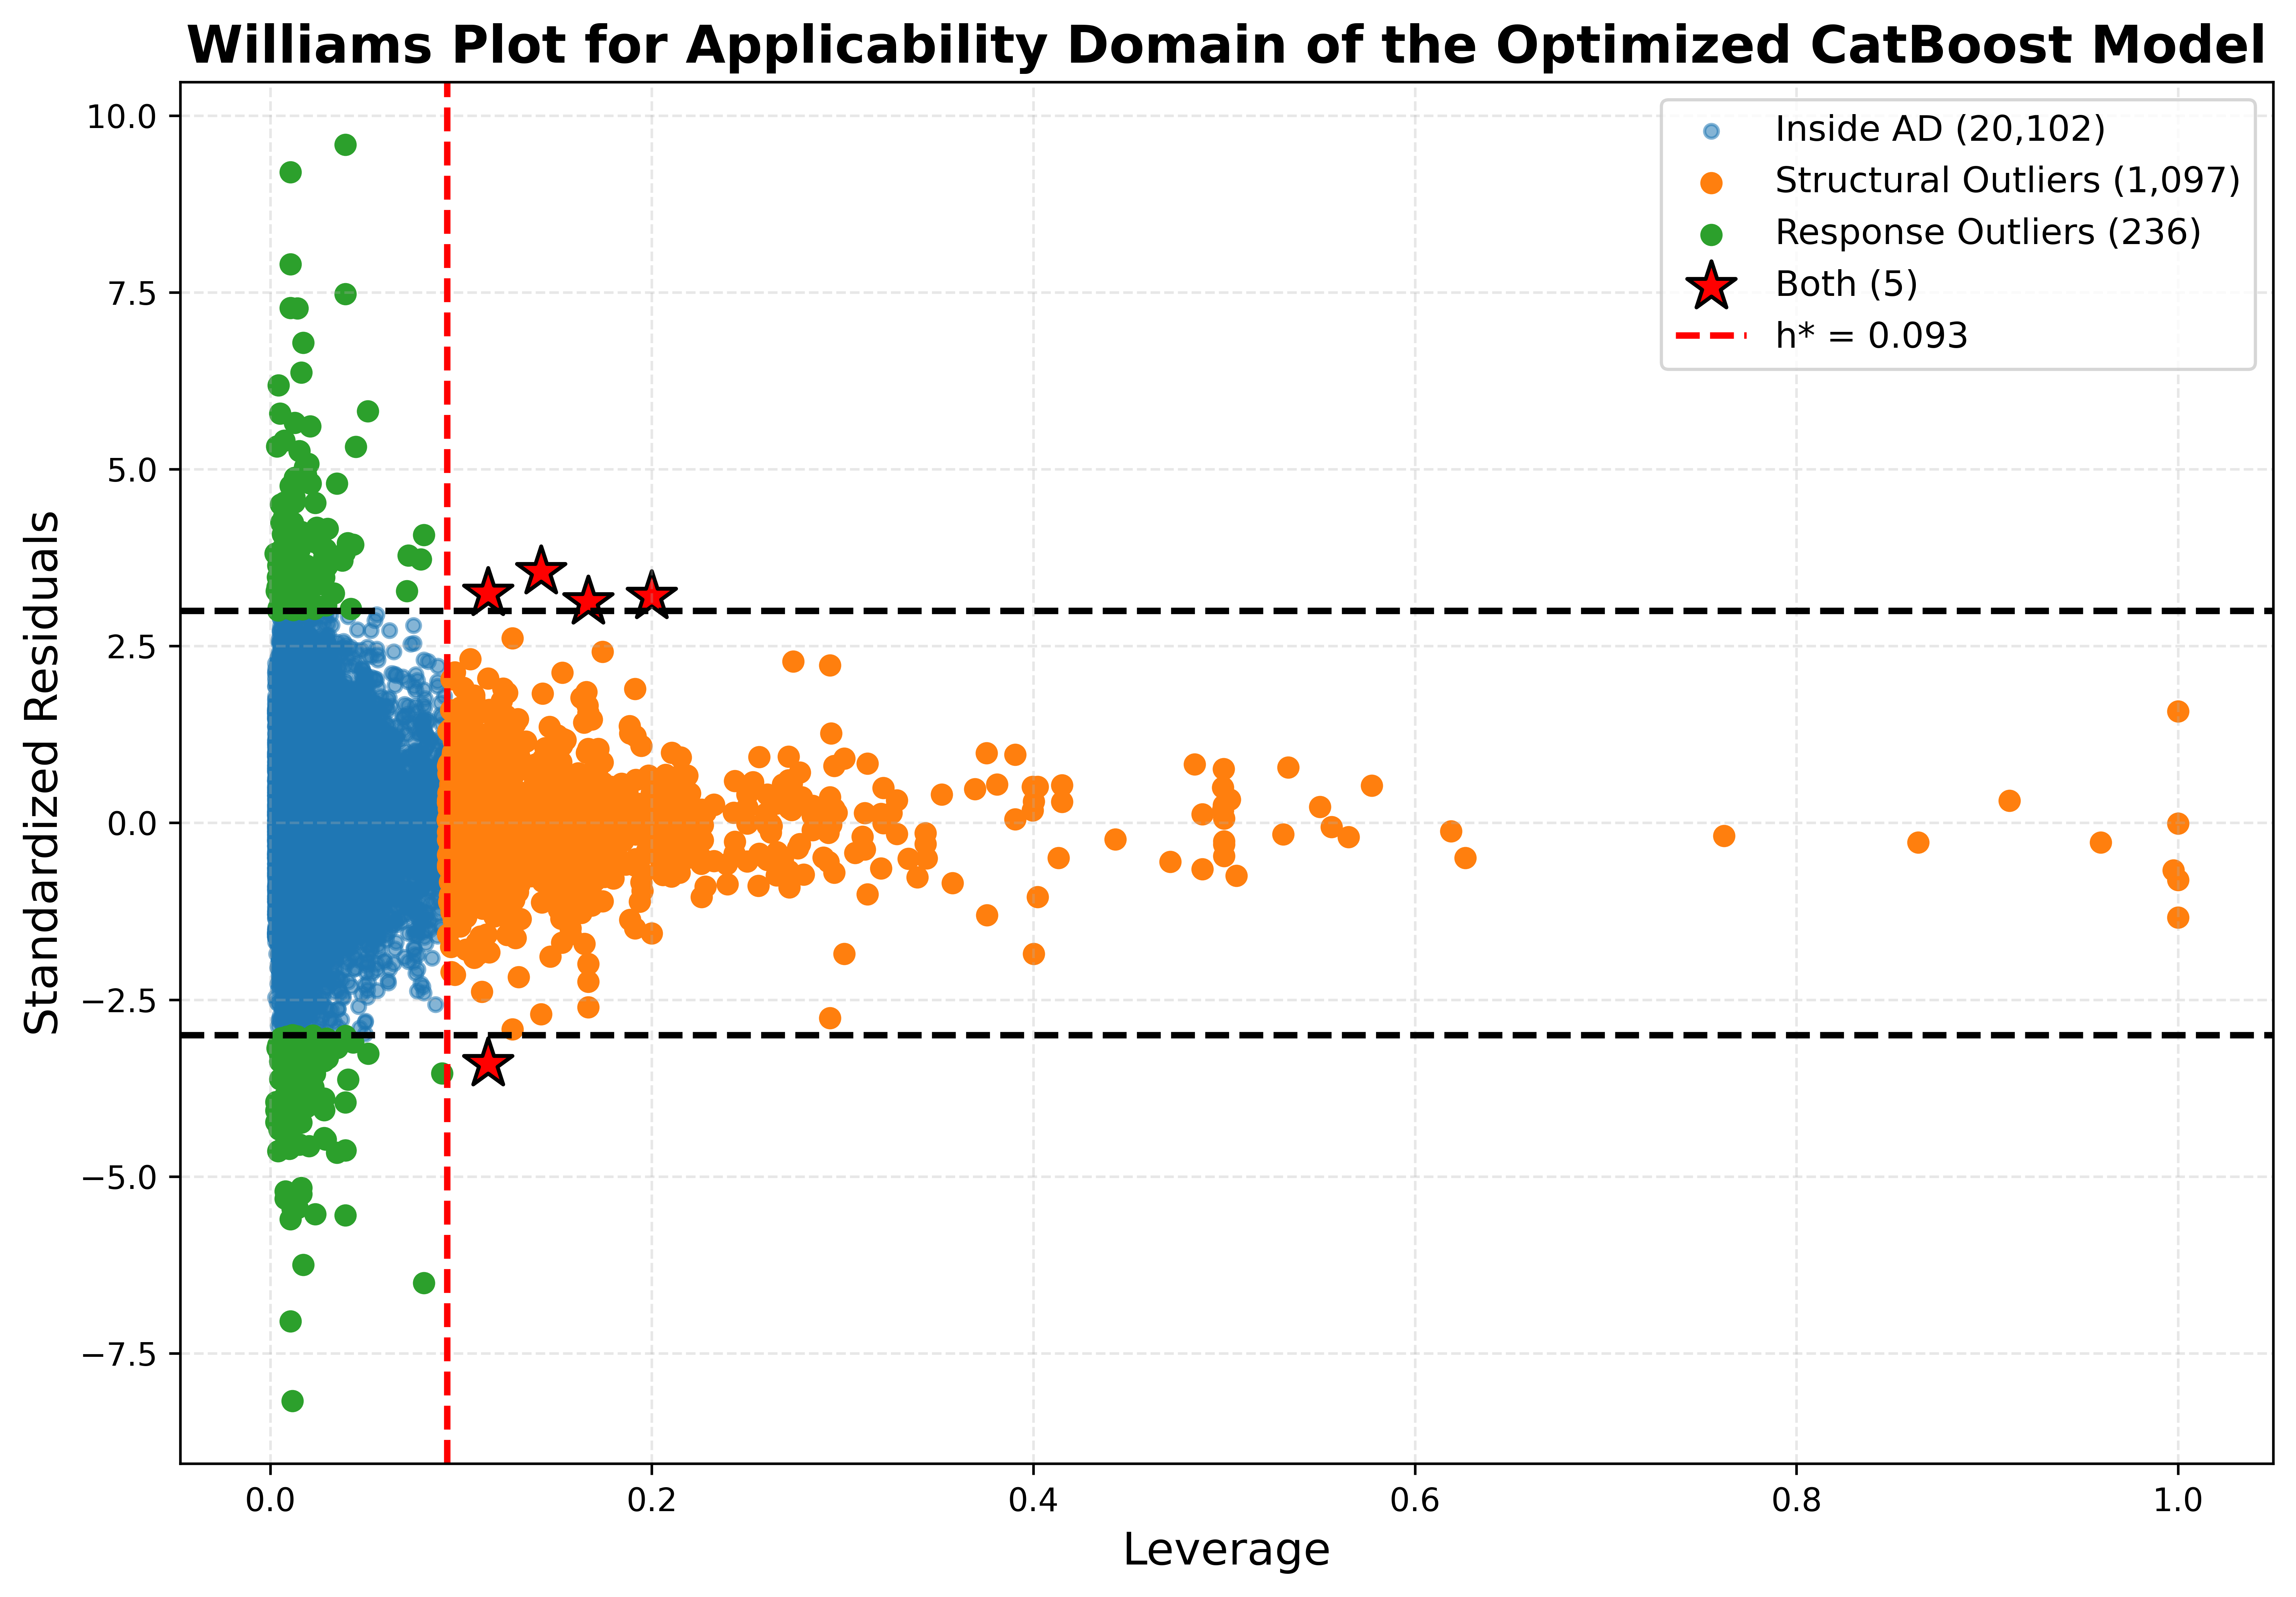 Williams Plot for Applicability Domain of the Optimized CatBoost Model
Inside AD (20,102)
Structural Outliers (1,097)
Response Outliers (236)
Both (5)
h* = 0.093
Standardized Residuals
10.0
7.5
5.0
2.5
0.0
−2.5
−5.0
−7.5
0.0 0.2 0.4 0.6 0.8 1.0
Leverage